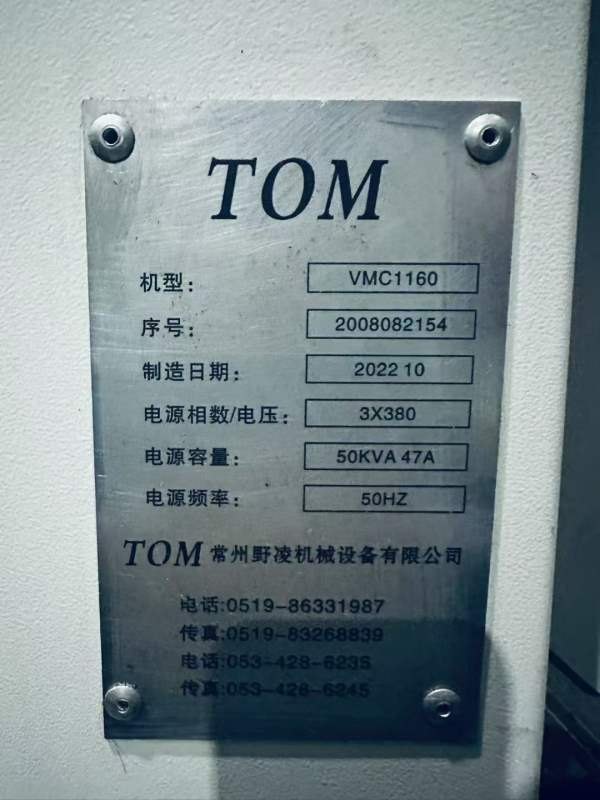 TOM
机型: VMC1160
序号: 2008082154
制造日期: 2022 10
电源相数/电压: 3X380
电源容量: 50KVA 47A
电源频率: 50HZ
TOM 常州野凌机械设备有限公司
电话:0519-86331987
传真:0519-83268839
电话:053-428-6236
传真:053-428-6245